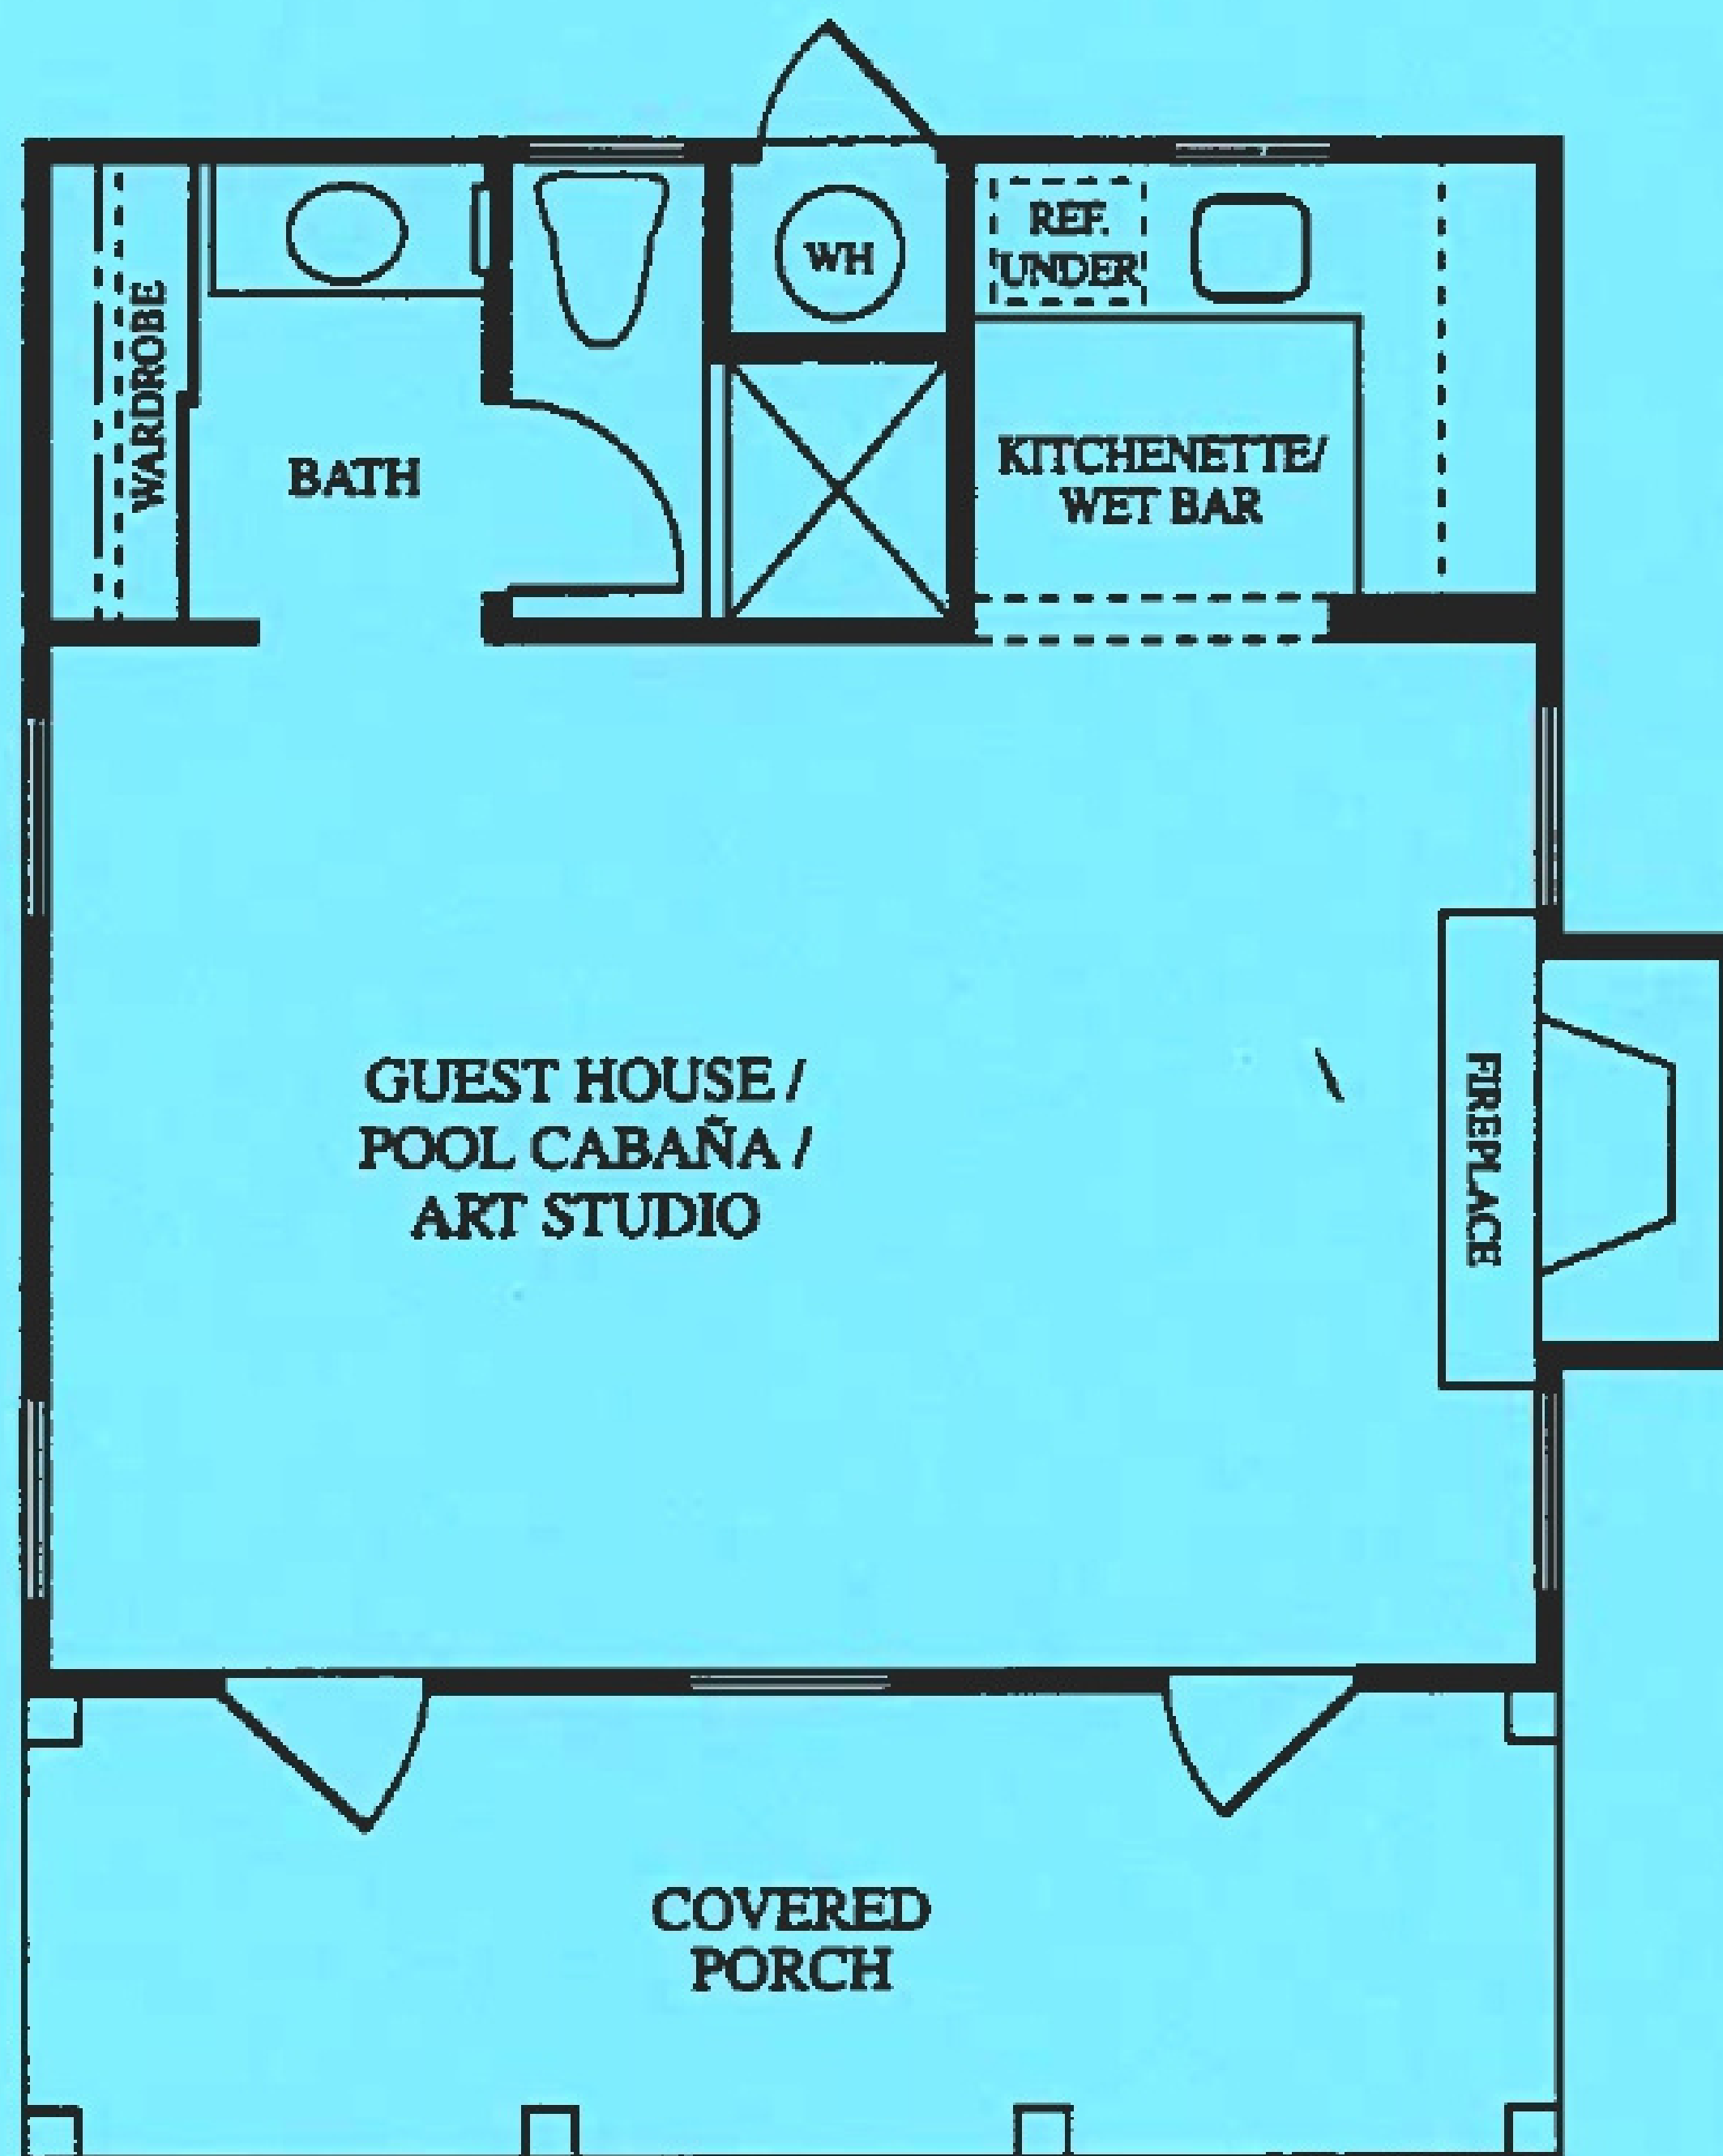 WH
REF.
UNDER
WARDROBE
BATH
KITCHENETTE/
WET BAR
GUEST HOUSE /
POOL CABAÑA /
ART STUDIO
FIREPLACE
COVERED
PORCH